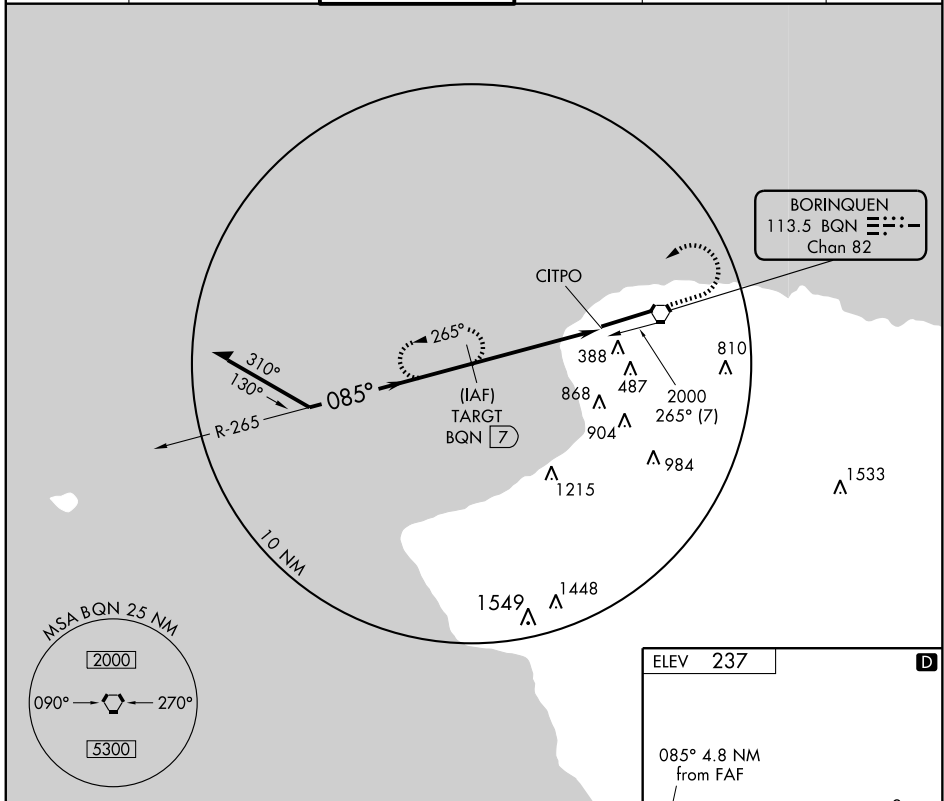 BORINQUEN
113.5 BQN
Chan 82
CITPO
265°
310°
130°
085°
R-265
(IAF)
TARGT
BQN 7
388
487
810
868
904
2000
265° (7)
984
1215
1533
10 NM
1549
1448
MSA BQN 25 NM
2000
090°
270°
5300
ELEV 237
D
085° 4.8 NM
from FAF